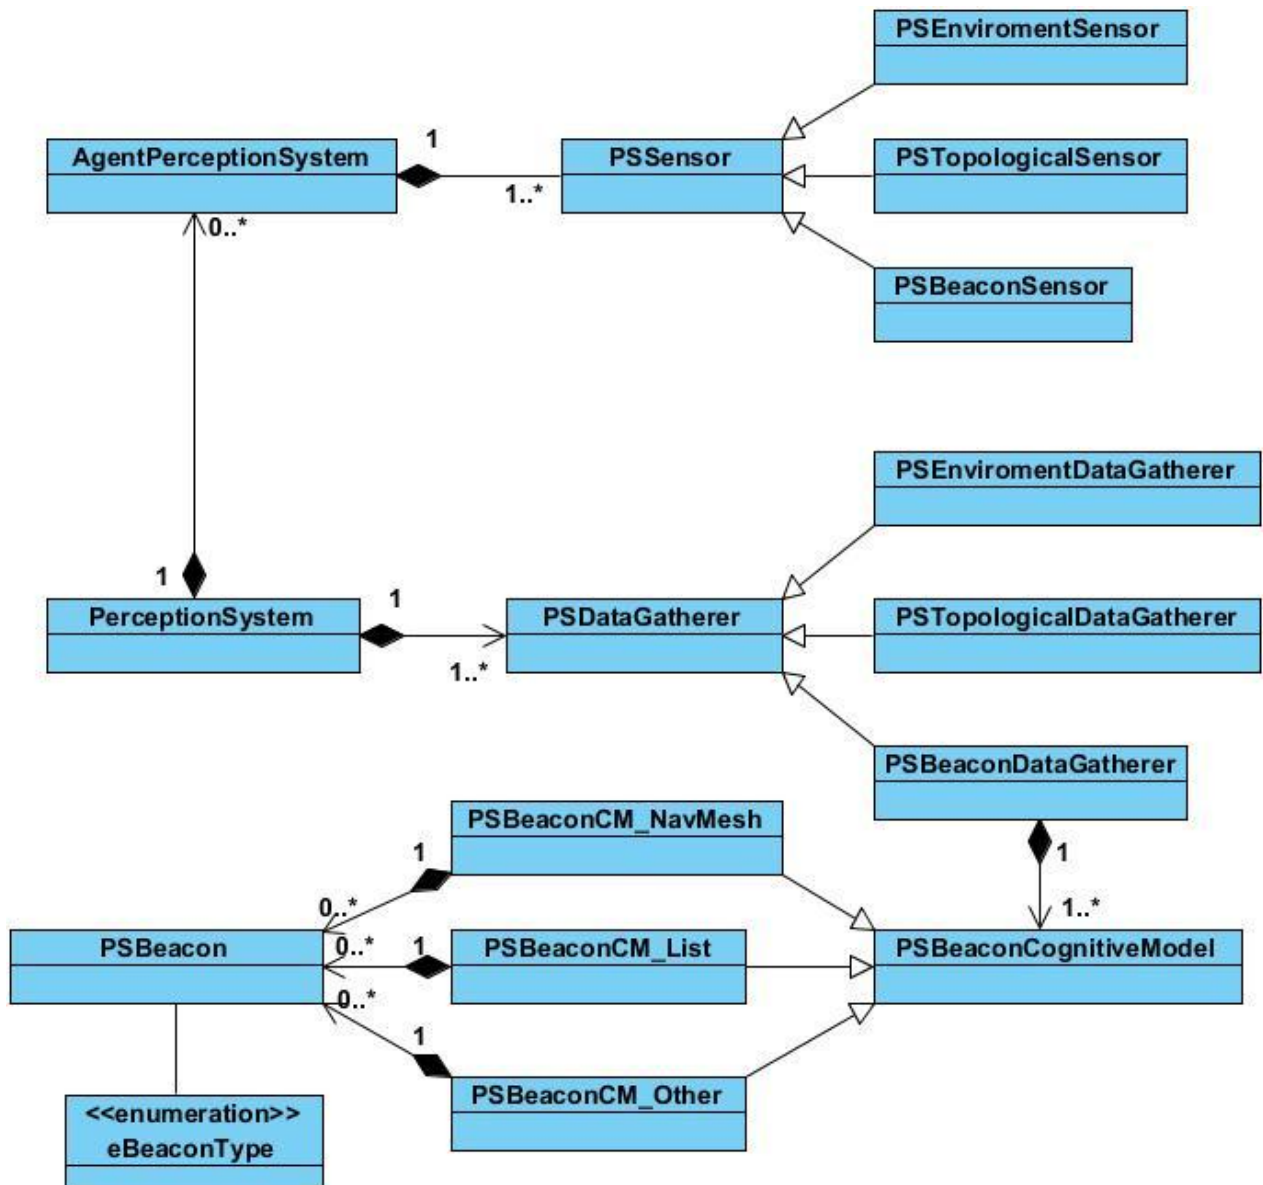 PSEnviromentSensor
AgentPerceptionSystem
1
1..*
PSSensor
PSTopologicalSensor
0..*
PSBeaconSensor
PSEnviromentDataGatherer
1
PerceptionSystem
1
1..*
PSDataGatherer
PSTopologicalDataGatherer
PSBeaconDataGatherer
1
1..*
PSBeaconCM_NavMesh
1
0..*
PSBeacon
0..*
1
PSBeaconCM_List
PSBeaconCognitiveModel
0..*
1
PSBeaconCM_Other
<<enumeration>>
eBeaconType